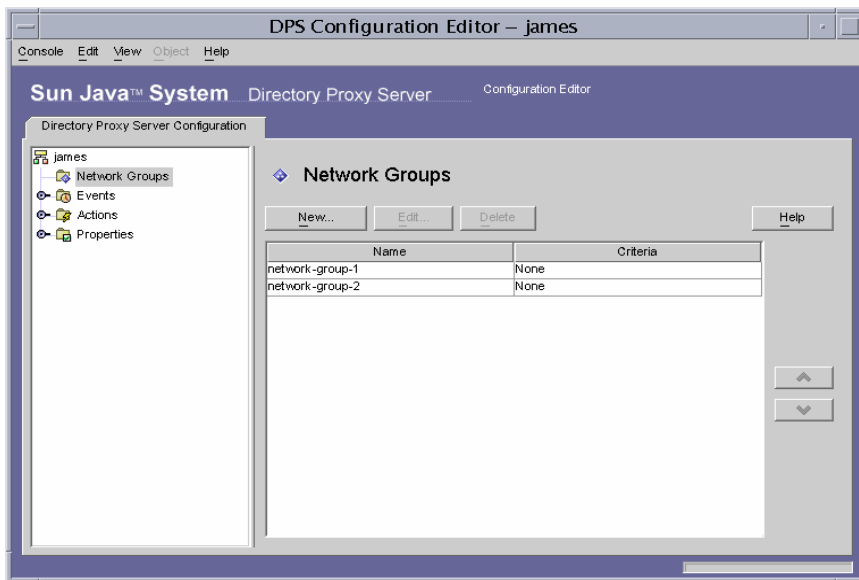 DPS Configuration Editor – james
Console Edit View Object Help
Sun Java™ System Directory Proxy Server Configuration Editor
Directory Proxy Server Configuration
james
Network Groups
Events
Actions
Properties
Network Groups
New... Edit... Delete Help
Name Criteria
network-group-1 None
network-group-2 None